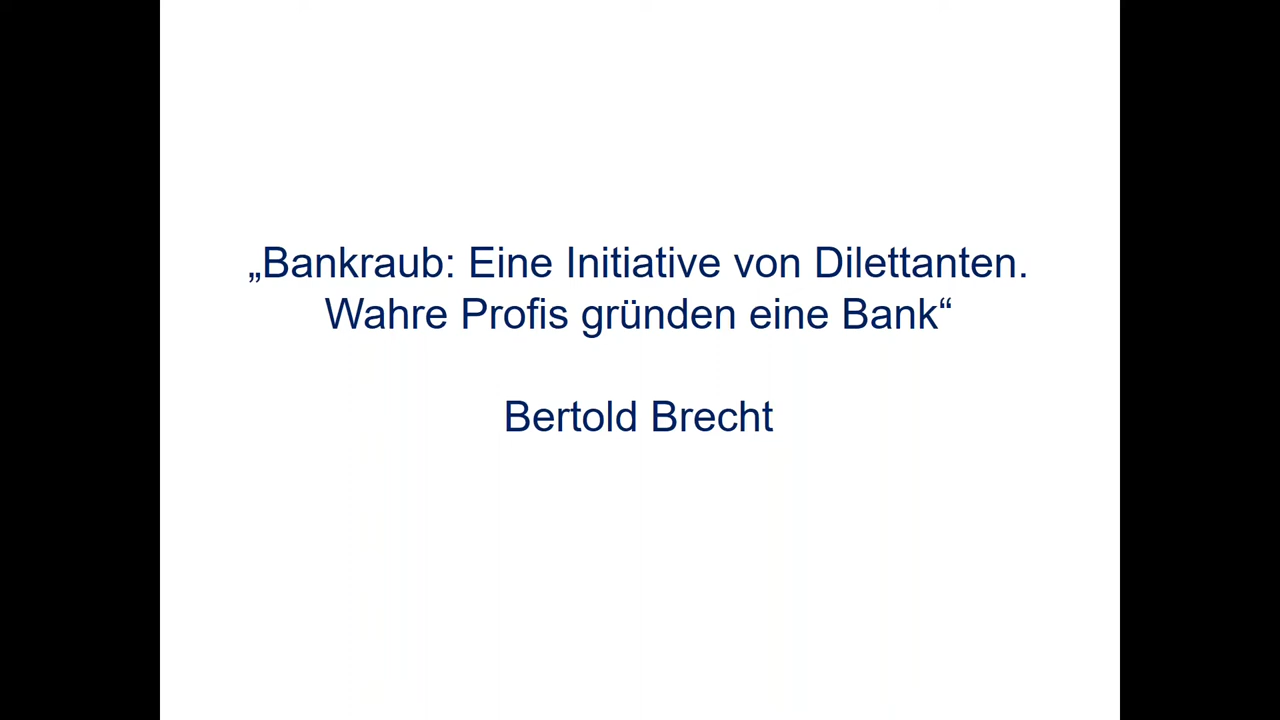 „Bankraub: Eine Initiative von Dilettanten.
Wahre Profis gründen eine Bank“
Bertold Brecht